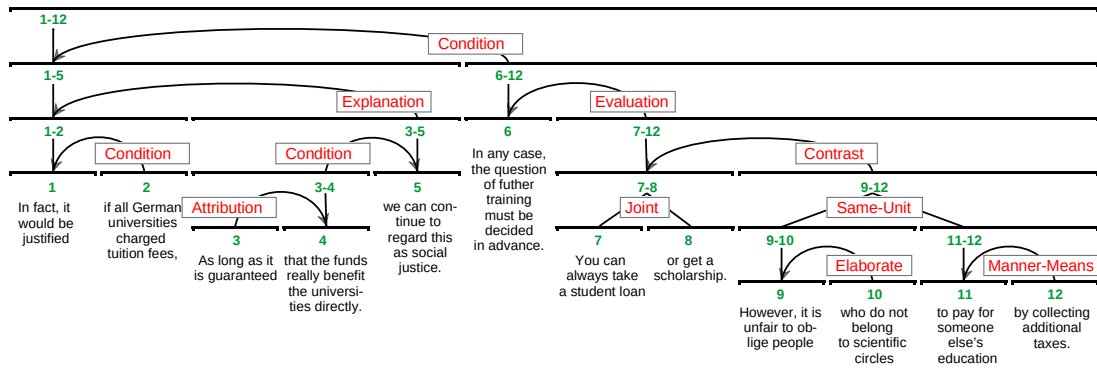 1-12
Condition
1-5
6-12
Explanation
Evaluation
1-2
3-5
6
7-12
Condition
Condition
Contrast
1
2
3-4
5
7-8
9-12
In fact, it
would be
justified
if all German
universities
charged
tuition fees,
Attribution
3
4
As long as it
is guaranteed
that the funds
really benefit
the universi-
ties directly.
we can con-
tinue to
regard this
as social
justice.
In any case,
the question
of futher
training
must be
decided
in advance.
Joint
Same-Unit
7
8
9-10
11-12
You can
always take
a student loan
or get a
scholarship.
Elaborate
Manner-Means
9
10
11
12
However, it is
unfair to ob-
lige people
who do not
belong
to scientific
circles
to pay for
someone
else's
education
by collecting
additional
taxes.